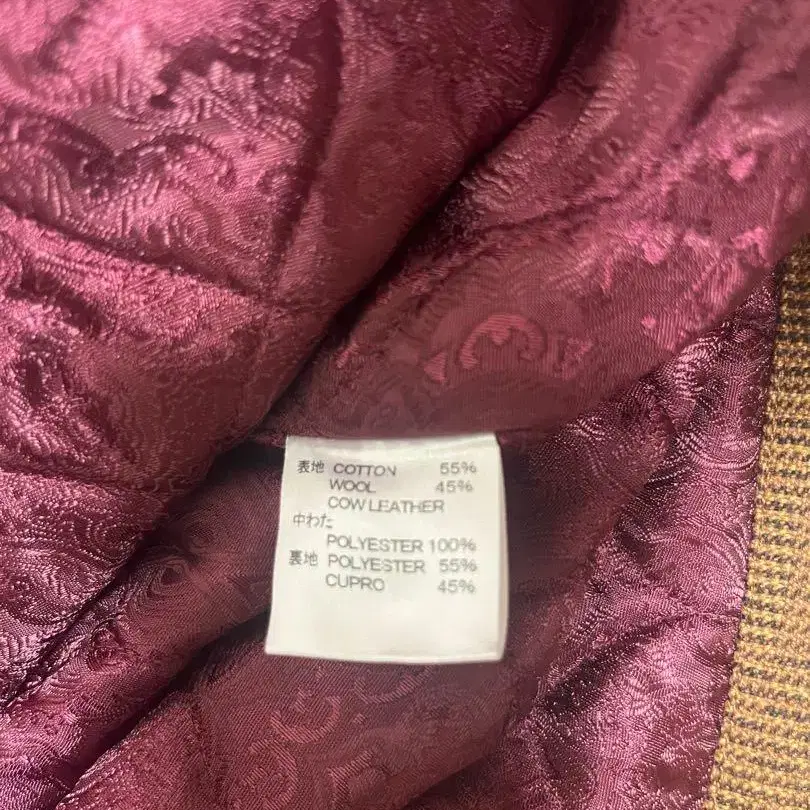 表地 COTTON 55%
WOOL 45%
COW LEATHER
中わた
POLYESTER 100%
裏地 POLYESTER 55%
CUPRO 45%